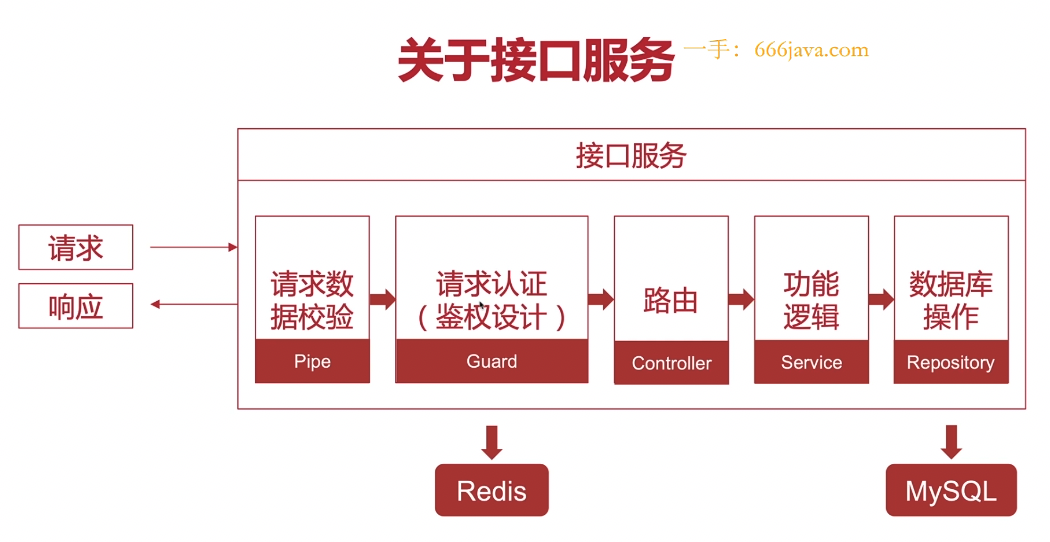 关于接口服务
一手：666java.com
接口服务
请求
响应
请求数
据校验
Pipe
请求认证
（鉴权设计）
Guard
路由
Controller
功能
逻辑
Service
数据库
操作
Repository
Redis
MySQL